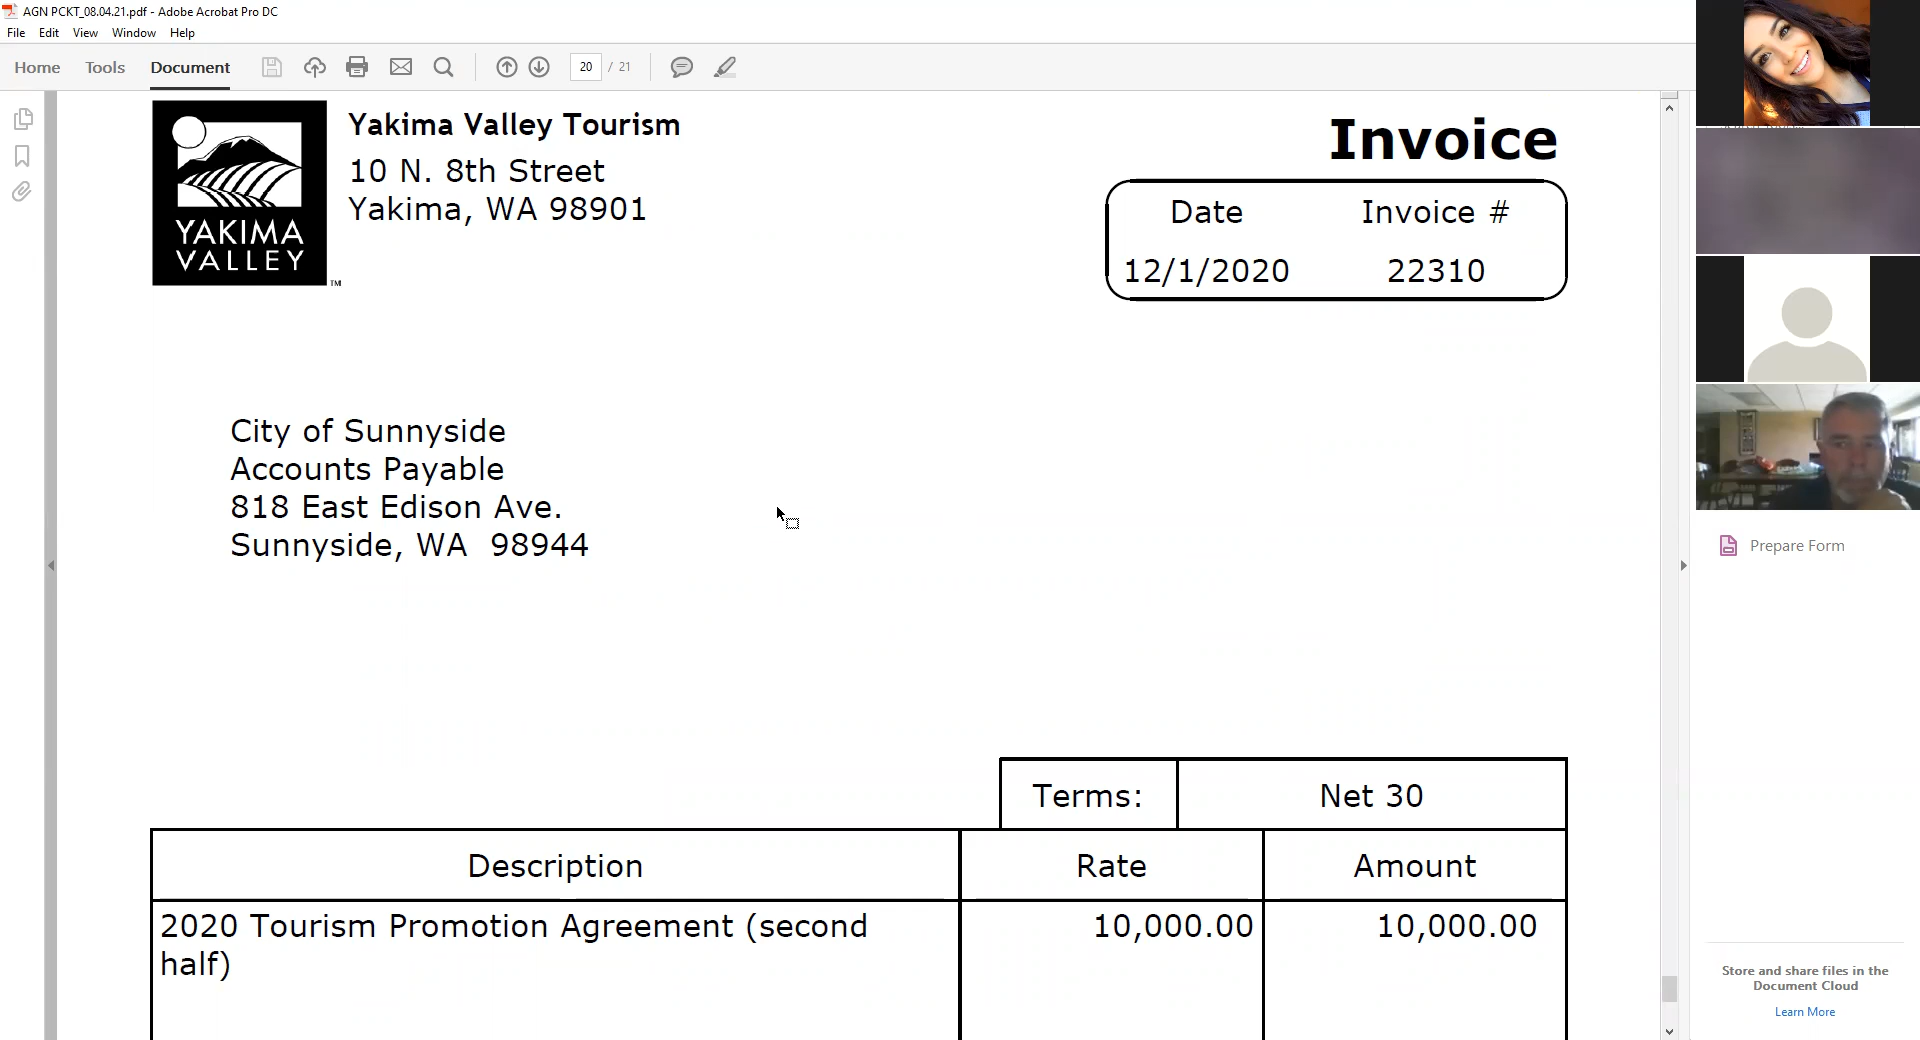 AGN PCKT_08.04.21.pdf - Adobe Acrobat Pro DC
File Edit View Window Help
Home Tools Document 20 / 21
Yakima Valley Tourism
10 N. 8th Street
Yakima, WA 98901
YAKIMA
VALLEY
TM
Invoice
Date Invoice #
12/1/2020 22310
City of Sunnyside
Accounts Payable
818 East Edison Ave.
Sunnyside, WA 98944
Terms: Net 30
Description Rate Amount
2020 Tourism Promotion Agreement (second 10,000.00 10,000.00
half)
Prepare Form
Store and share files in the
Document Cloud
Learn More